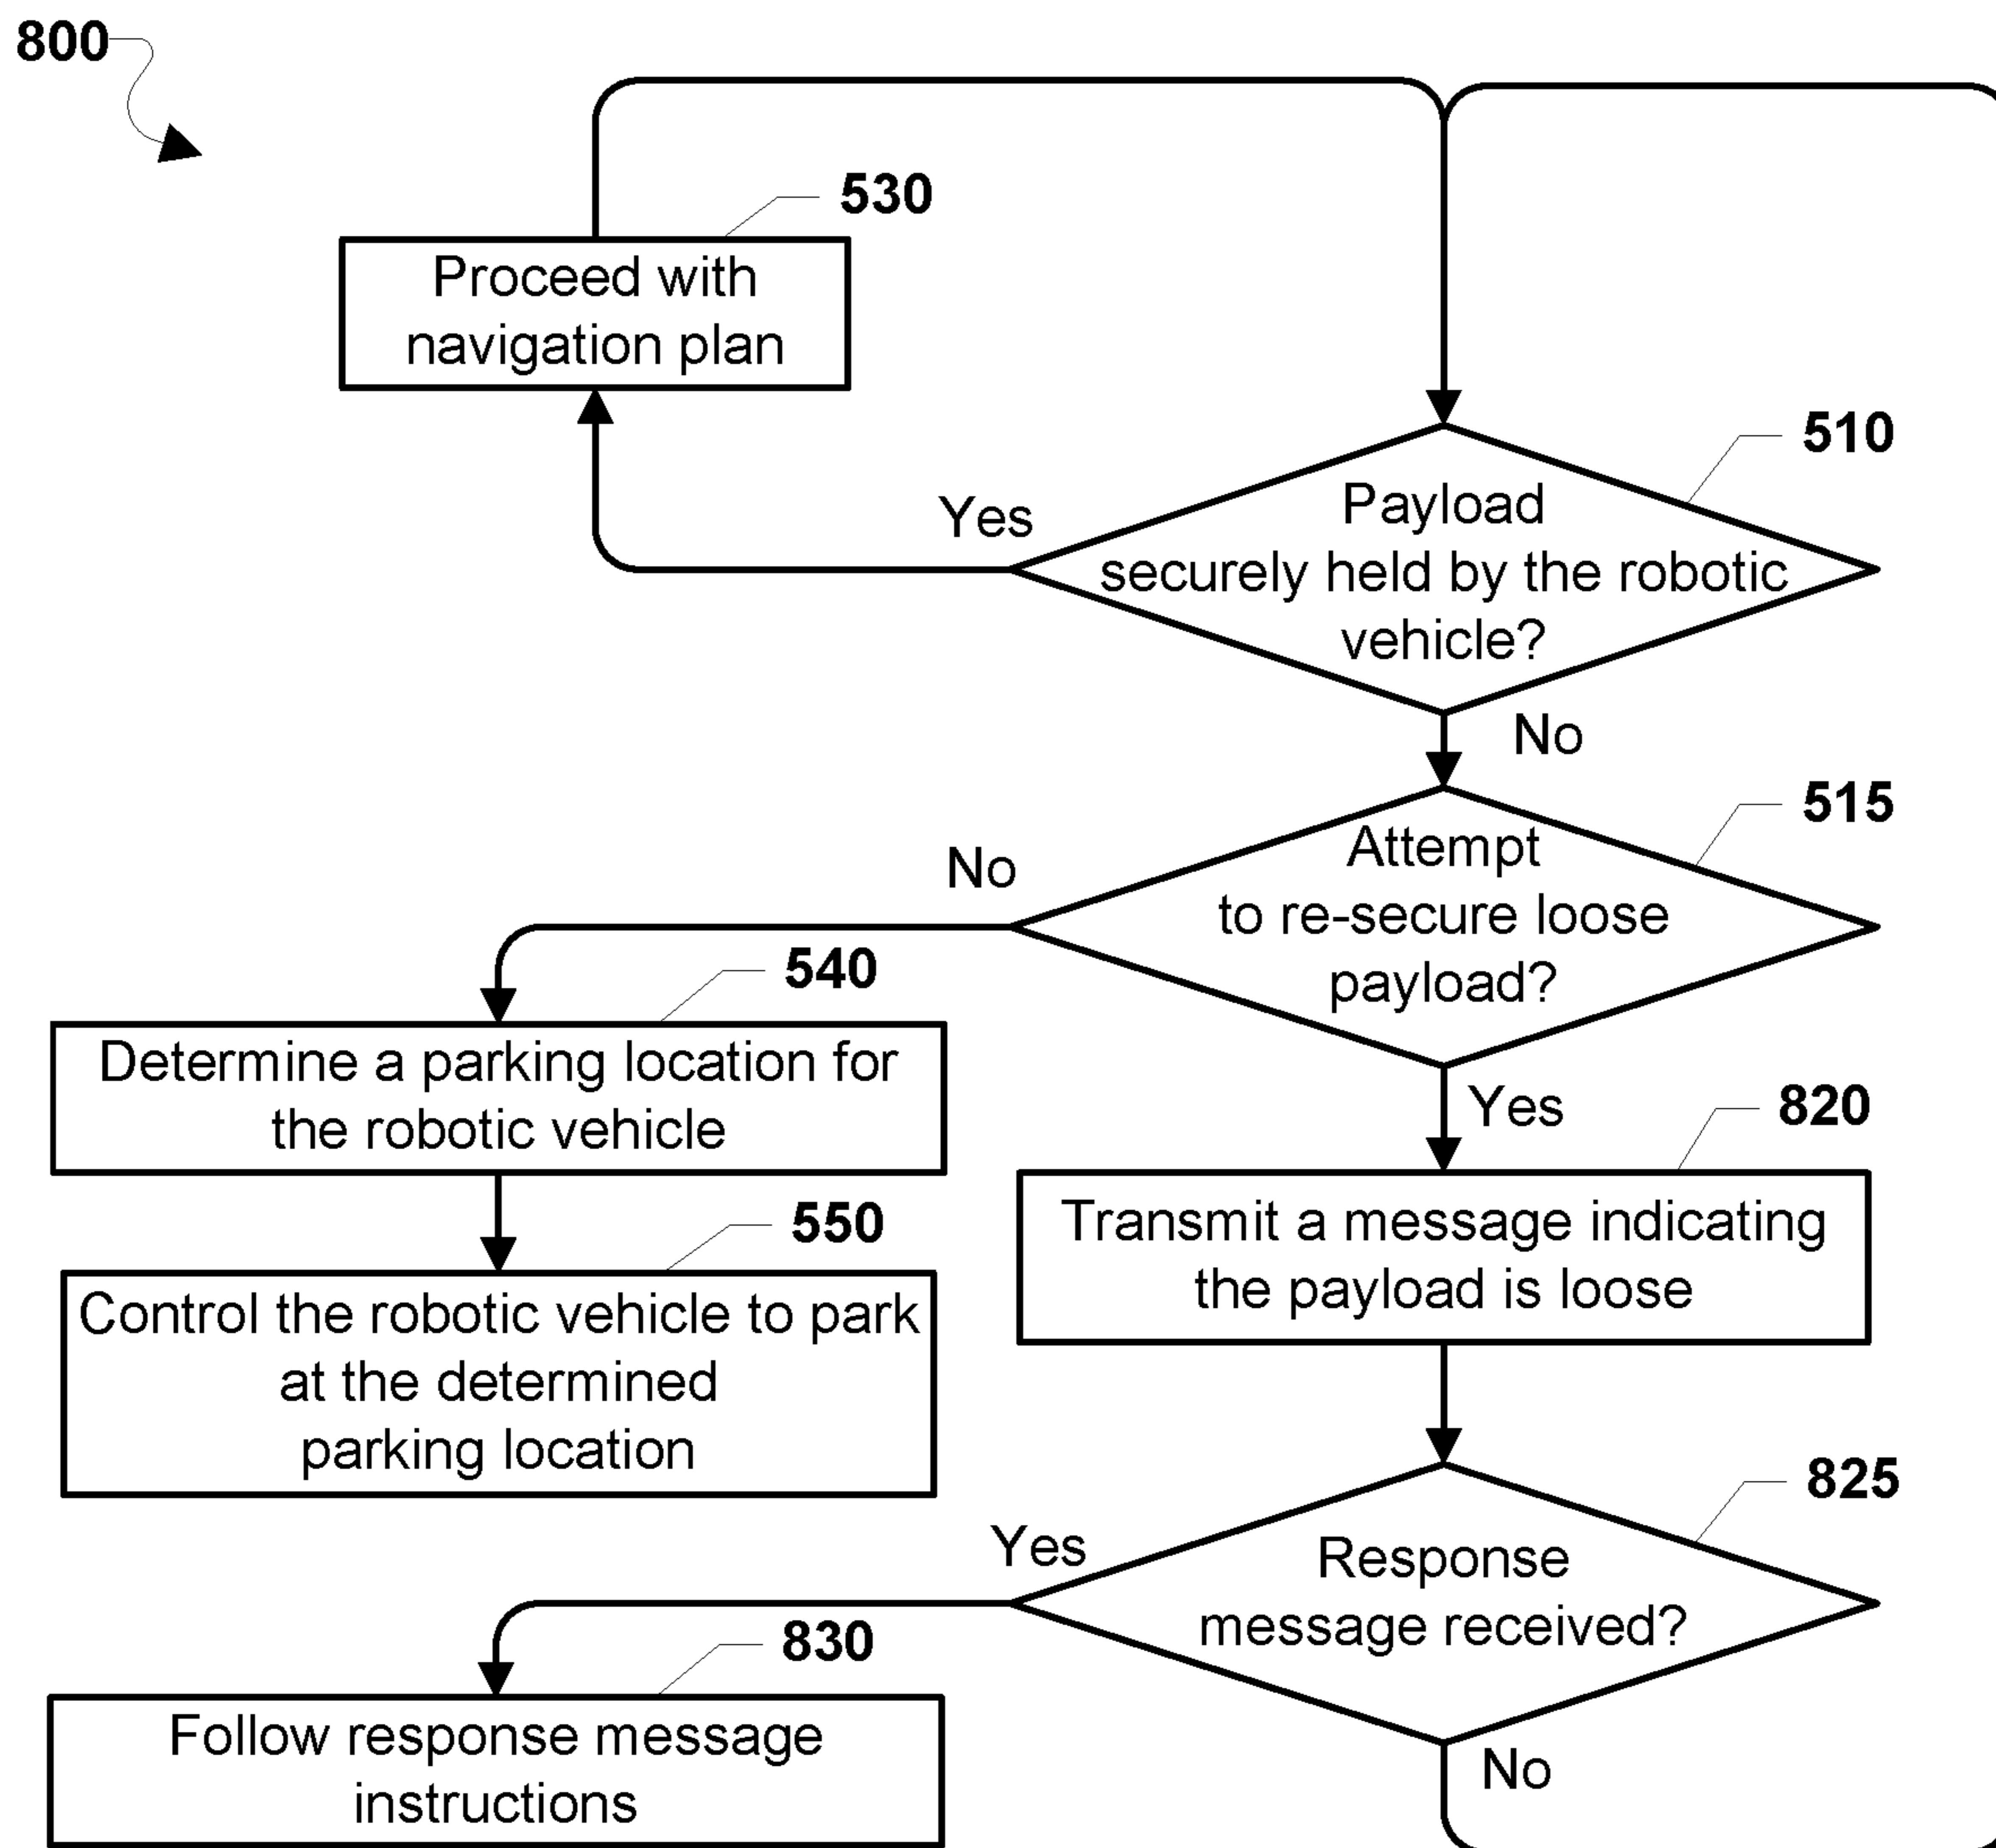 800
530
Proceed with
navigation plan
510
Yes
Payload
securely held by the robotic
vehicle?
No
515
Attempt
to re-secure loose
payload?
No
540
Determine a parking location for
the robotic vehicle
Yes
820
Transmit a message indicating
the payload is loose
550
Control the robotic vehicle to park
at the determined
parking location
825
Response
message received?
Yes
830
Follow response message
instructions
No